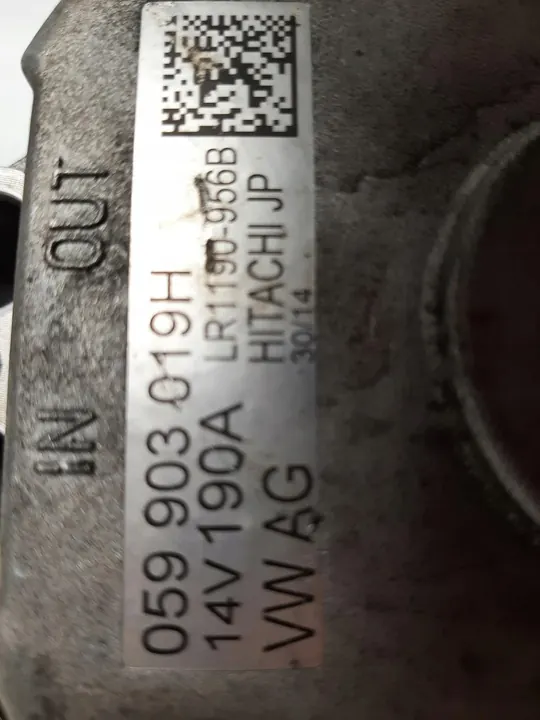 IN OUT
059 903 019H
14V 190A LR1190-956B
VW AG HITACHI JP
30/14